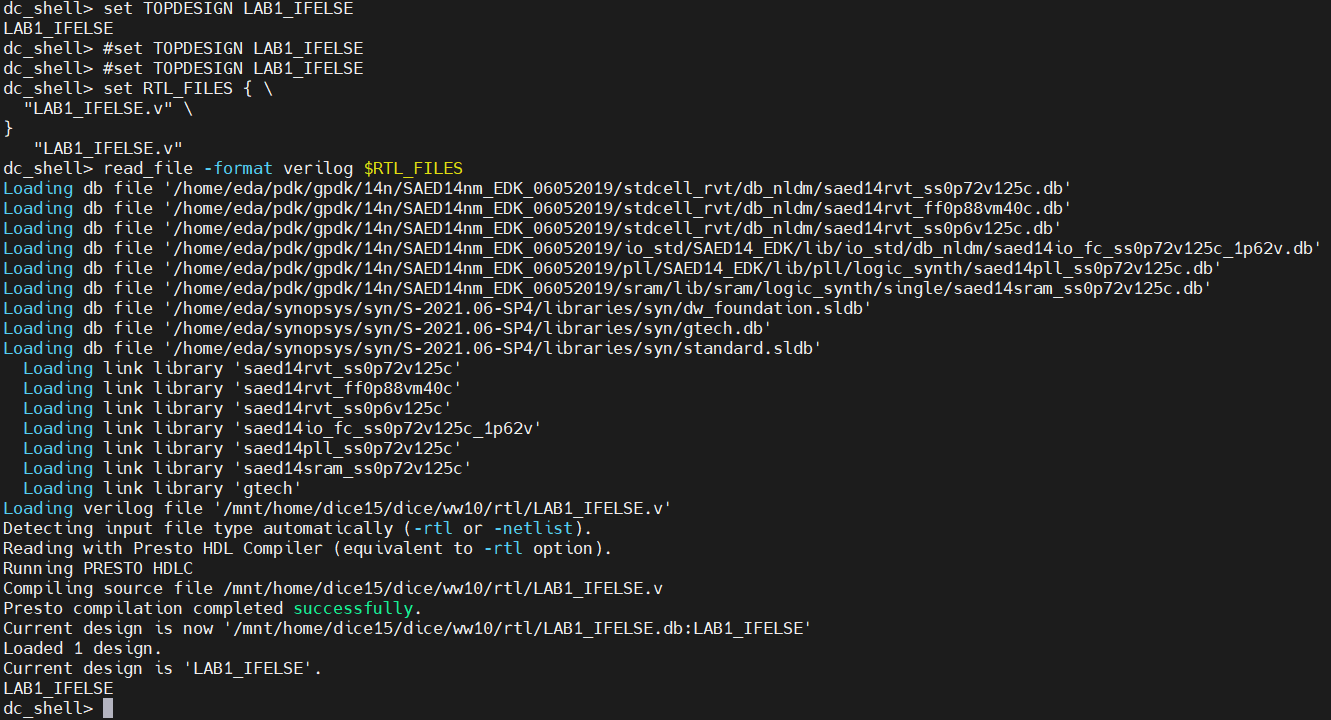 dc_shell> set TOPDESIGN LAB1_IFELSE
LAB1_IFELSE
dc_shell> #set TOPDESIGN LAB1_IFELSE
dc_shell> #set TOPDESIGN LAB1_IFELSE
dc_shell> set RTL_FILES { \
  "LAB1_IFELSE.v" \
}
   "LAB1_IFELSE.v"
dc_shell> read_file -format verilog $RTL_FILES
Loading db file '/home/eda/pdk/gpdk/14n/SAED14nm_EDK_06052019/stdcell_rvt/db_nldm/saed14rvt_ss0p72v125c.db'
Loading db file '/home/eda/pdk/gpdk/14n/SAED14nm_EDK_06052019/stdcell_rvt/db_nldm/saed14rvt_ff0p88vm40c.db'
Loading db file '/home/eda/pdk/gpdk/14n/SAED14nm_EDK_06052019/stdcell_rvt/db_nldm/saed14rvt_ss0p6v125c.db'
Loading db file '/home/eda/pdk/gpdk/14n/SAED14nm_EDK_06052019/io_std/SAED14_EDK/lib/io_std/db_nldm/saed14io_fc_ss0p72v125c_1p62v.db'
Loading db file '/home/eda/pdk/gpdk/14n/SAED14nm_EDK_06052019/pll/SAED14_EDK/lib/pll/logic_synth/saed14pll_ss0p72v125c.db'
Loading db file '/home/eda/pdk/gpdk/14n/SAED14nm_EDK_06052019/sram/lib/sram/logic_synth/single/saed14sram_ss0p72v125c.db'
Loading db file '/home/eda/synopsys/syn/S-2021.06-SP4/libraries/syn/dw_foundation.sldb'
Loading db file '/home/eda/synopsys/syn/S-2021.06-SP4/libraries/syn/gtech.db'
Loading db file '/home/eda/synopsys/syn/S-2021.06-SP4/libraries/syn/standard.sldb'
  Loading link library 'saed14rvt_ss0p72v125c'
  Loading link library 'saed14rvt_ff0p88vm40c'
  Loading link library 'saed14rvt_ss0p6v125c'
  Loading link library 'saed14io_fc_ss0p72v125c_1p62v'
  Loading link library 'saed14pll_ss0p72v125c'
  Loading link library 'saed14sram_ss0p72v125c'
  Loading link library 'gtech'
Loading verilog file '/mnt/home/dice15/dice/ww10/rtl/LAB1_IFELSE.v'
Detecting input file type automatically (-rtl or -netlist).
Reading with Presto HDL Compiler (equivalent to -rtl option).
Running PRESTO HDLC
Compiling source file /mnt/home/dice15/dice/ww10/rtl/LAB1_IFELSE.v
Presto compilation completed successfully.
Current design is now '/mnt/home/dice15/dice/ww10/rtl/LAB1_IFELSE.db:LAB1_IFELSE'
Loaded 1 design.
Current design is 'LAB1_IFELSE'.
LAB1_IFELSE
dc_shell>